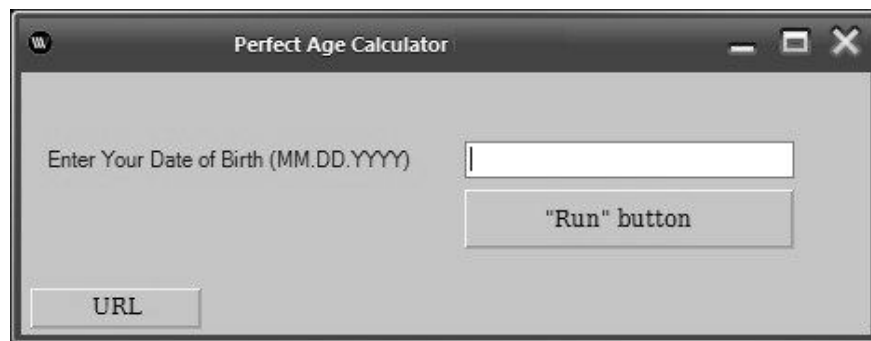 Perfect Age Calculator
Enter Your Date of Birth (MM.DD.YYYY)
"Run" button
URL